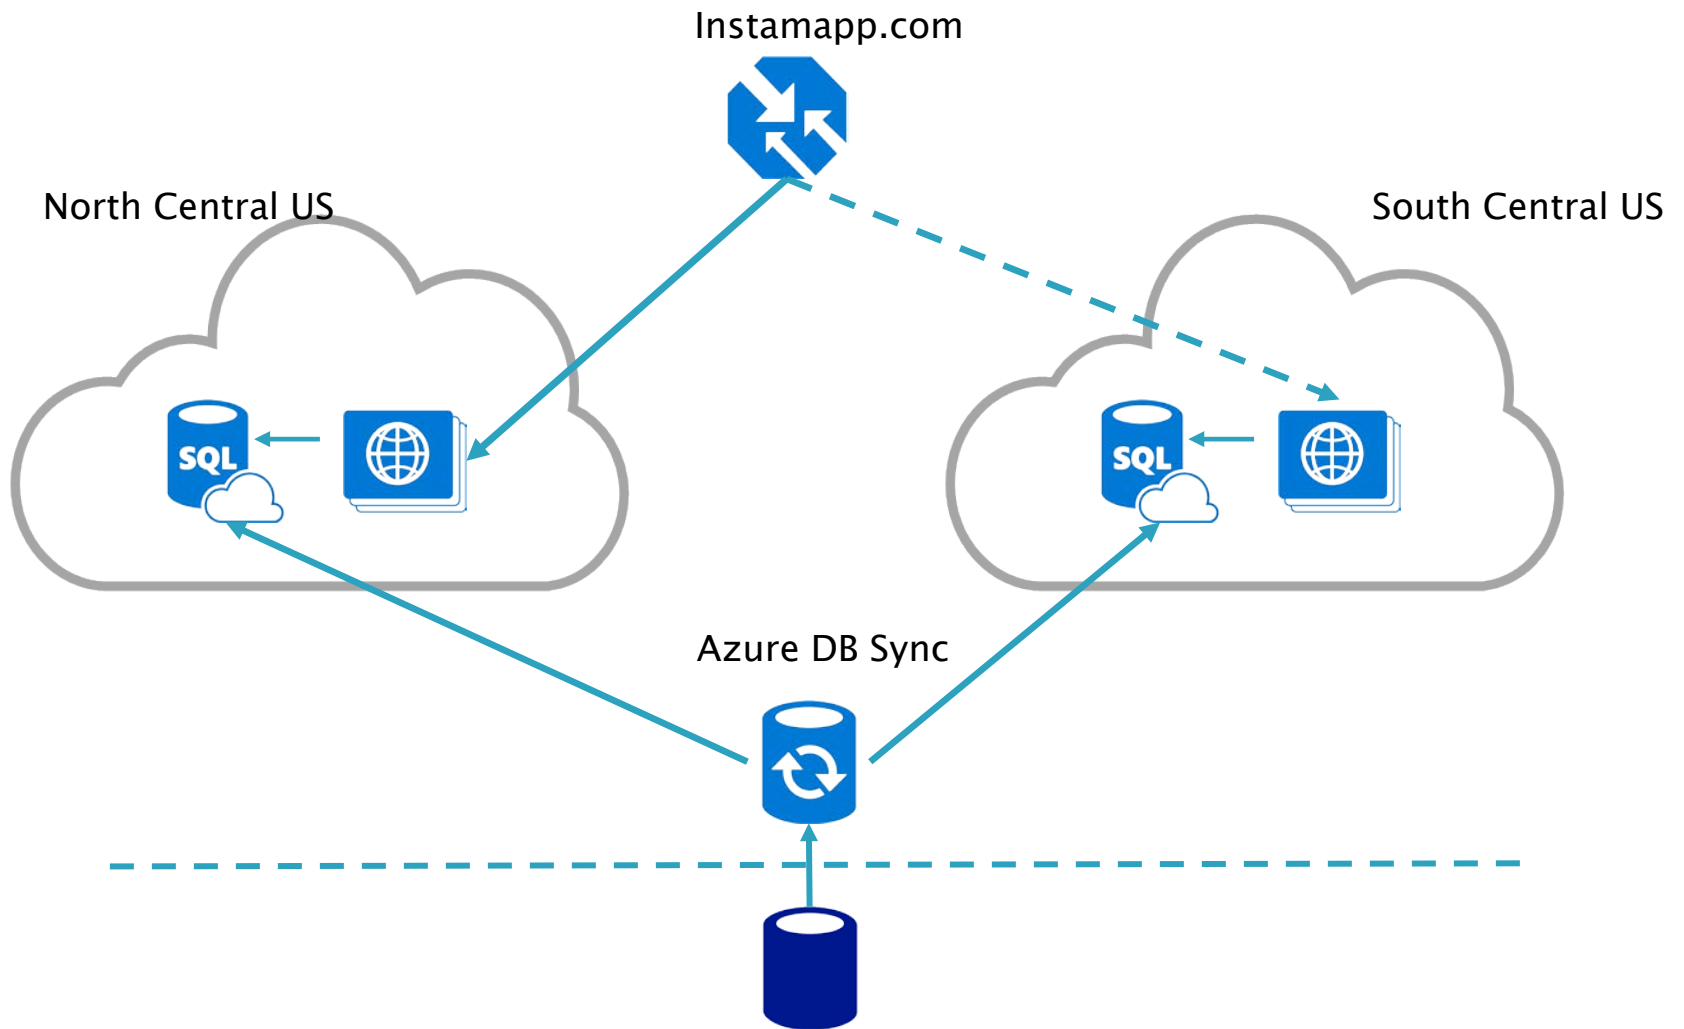 Instamapp.com
North Central US
South Central US
SQL
SQL
Azure DB Sync